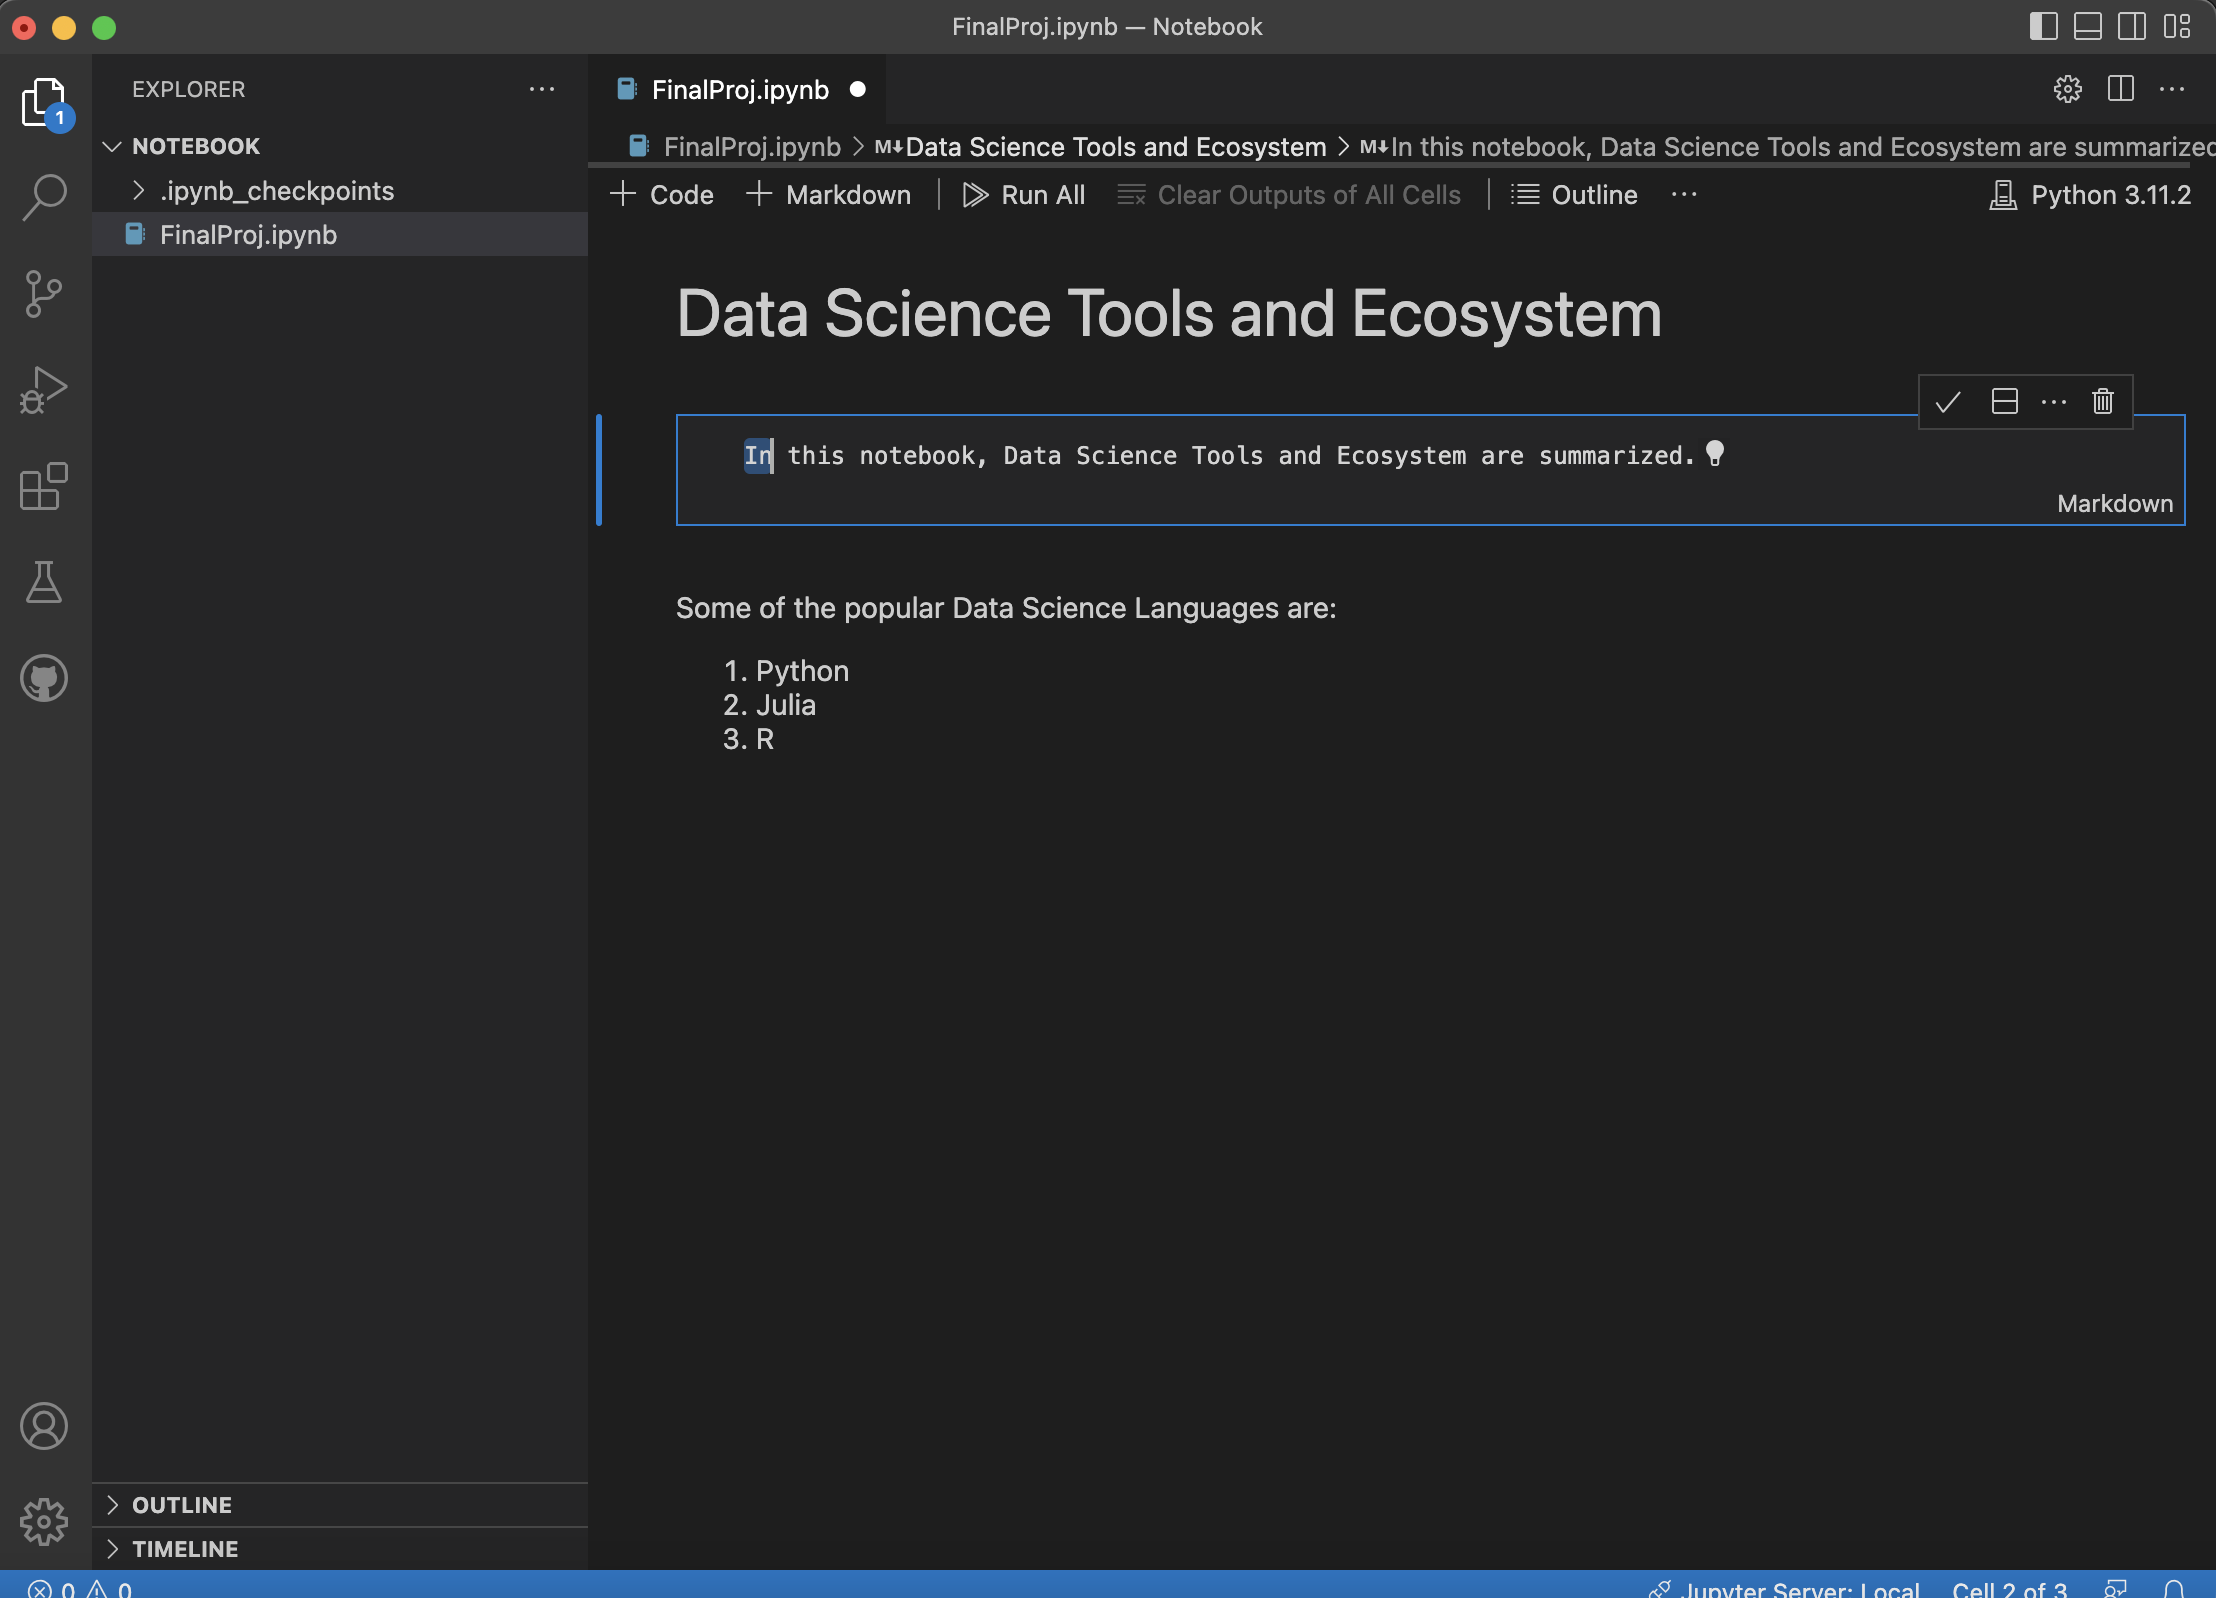 FinalProj.ipynb — Notebook
1
EXPLORER
NOTEBOOK
.ipynb_checkpoints
FinalProj.ipynb
FinalProj.ipynb
FinalProj.ipynb > M↓ Data Science Tools and Ecosystem > M↓ In this notebook, Data Science Tools and Ecosystem are summarized
+ Code + Markdown | Run All Clear Outputs of All Cells | Outline ... Python 3.11.2
Data Science Tools and Ecosystem
In this notebook, Data Science Tools and Ecosystem are summarized.
Markdown
Some of the popular Data Science Languages are:
1. Python
2. Julia
3. R
OUTLINE
TIMELINE
0 0 Jupyter Server: Local Cell 2 of 3